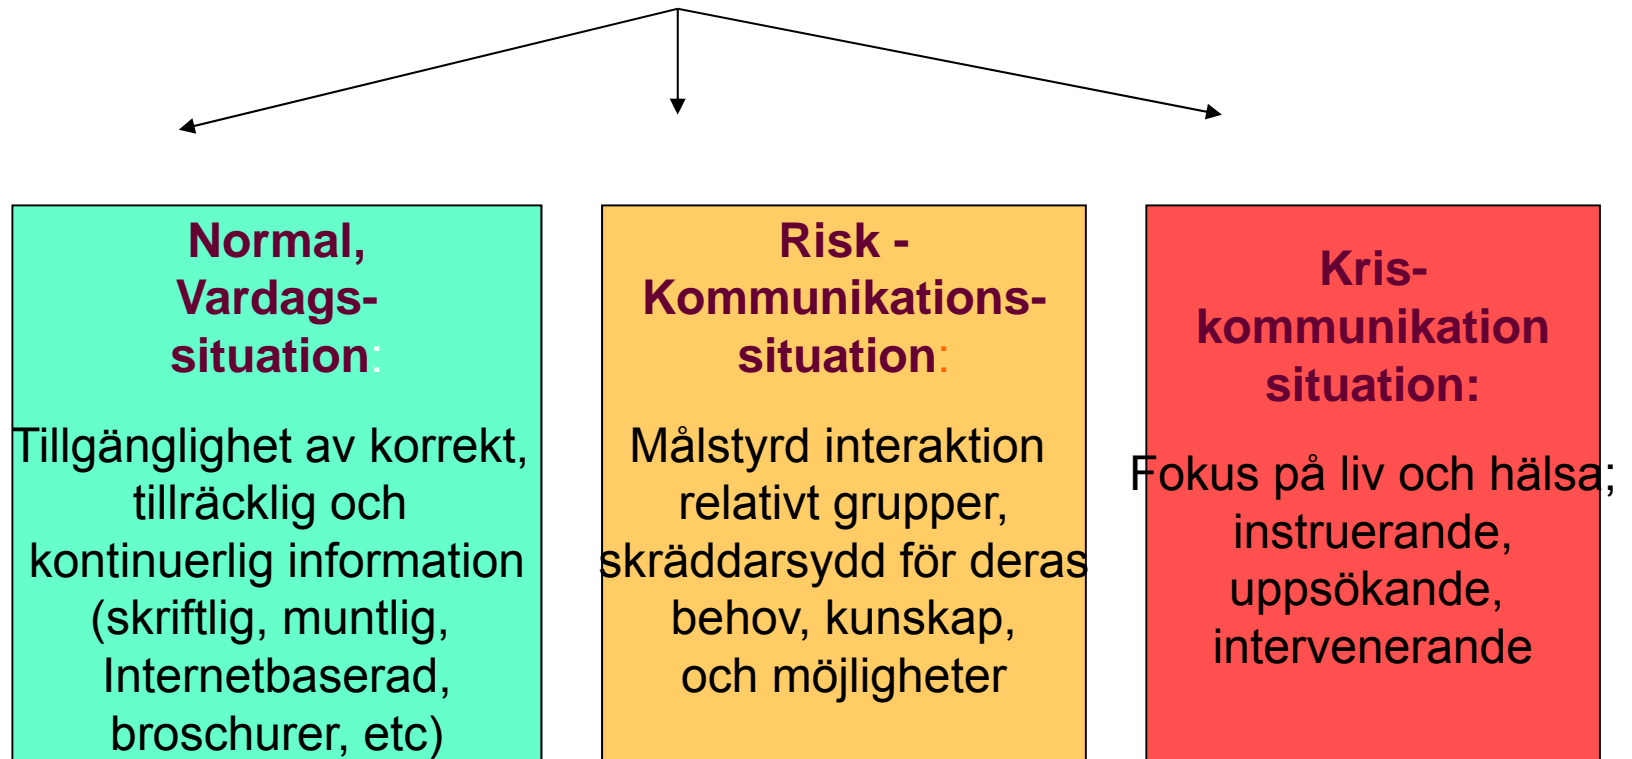 Normal,
Vardags-
situation:
Tillgänglighet av korrekt,
tillräcklig och
kontinuerlig information
(skriftlig, muntlig,
Internetbaserad,
broschurer, etc)
Risk -
Kommunikations-
situation:
Målstyrd interaktion
relativt grupper,
skräddarsydd för deras
behov, kunskap,
och möjligheter
Kris-
kommunikation
situation:
Fokus på liv och hälsa;
instruerande,
uppsökande,
intervenerande